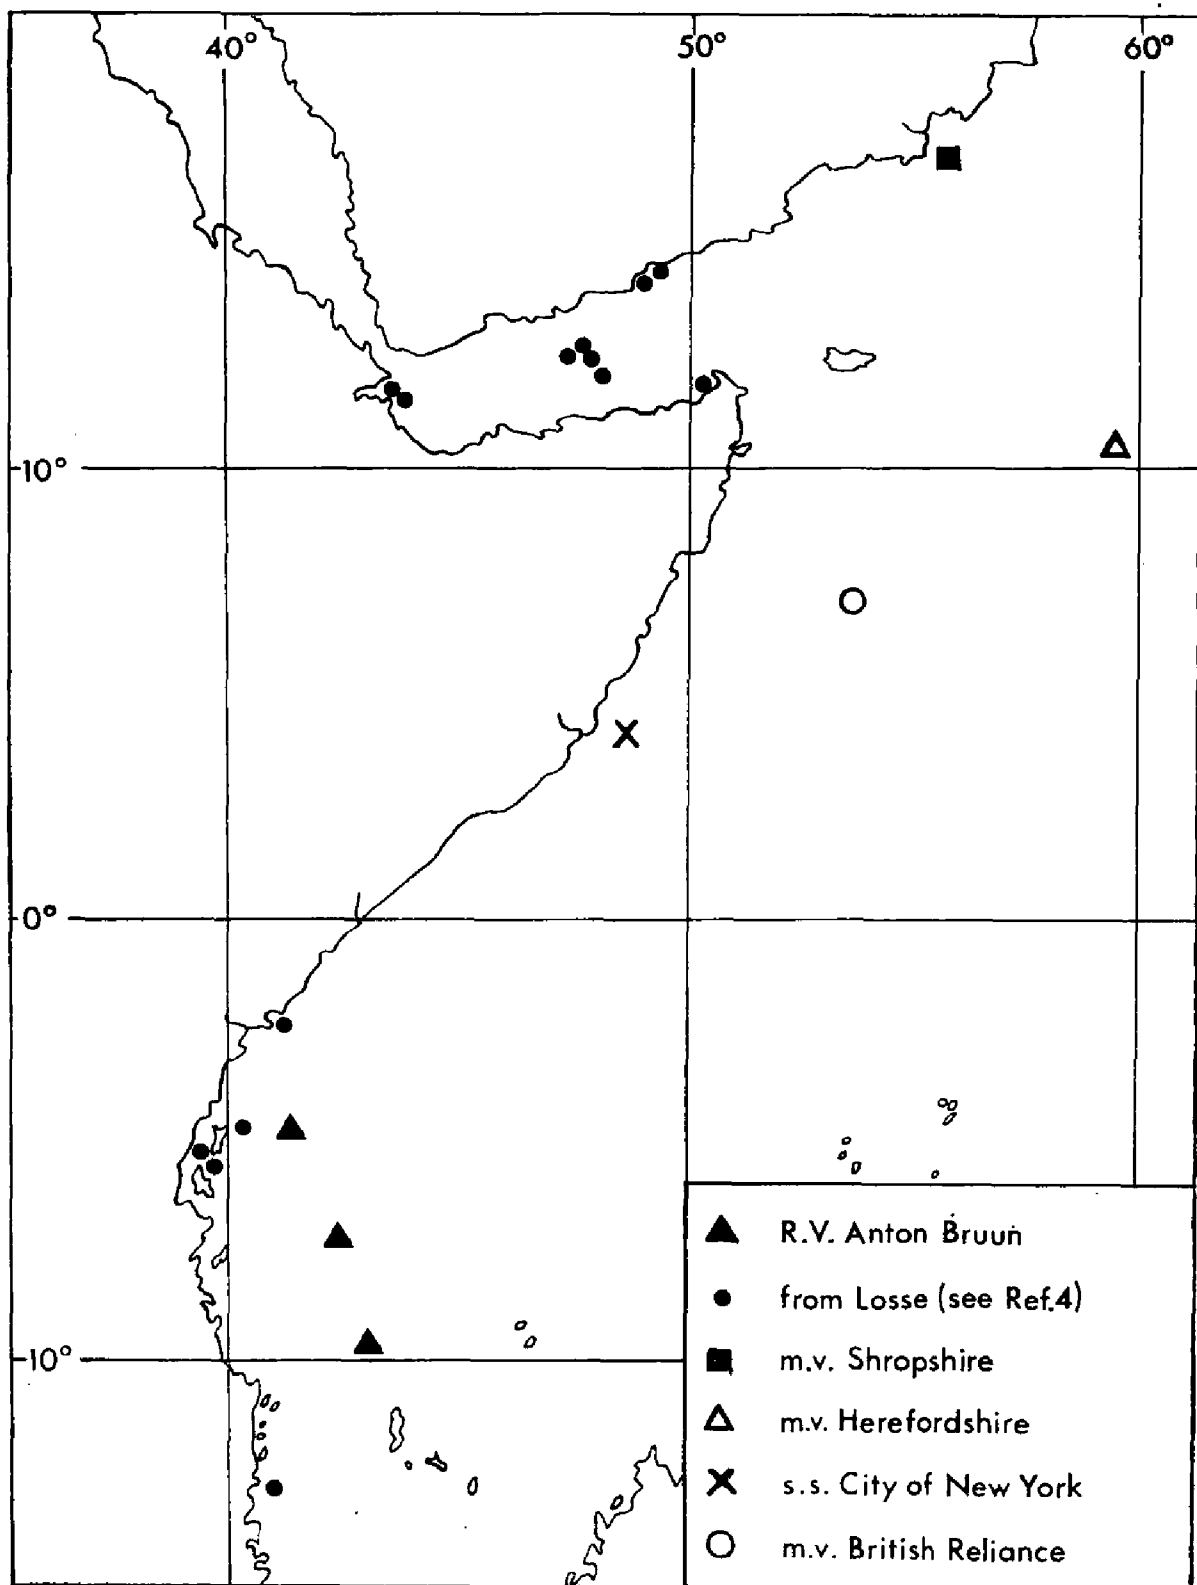 40° 50° 60°
10°
0°
10°
R.V. Anton Bruun
from Losse (see Ref.4)
m.v. Shropshire
m.v. Herefordshire
s.s. City of New York
m.v. British Reliance